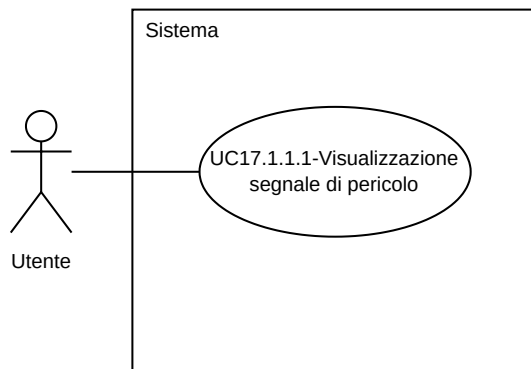 Sistema
UC17.1.1.1-Visualizzazione
segnale di pericolo
Utente